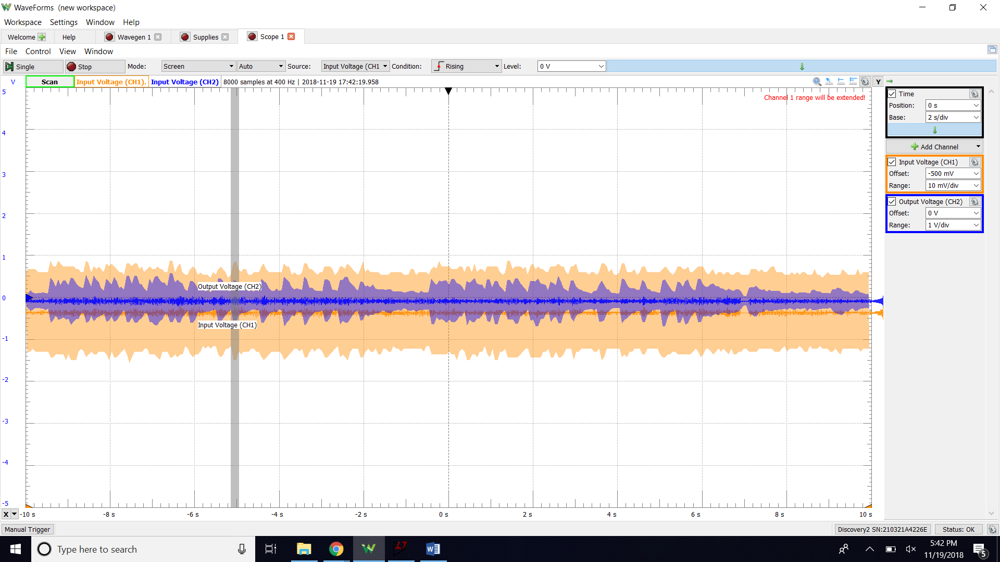 WaveForms (new workspace)
Workspace Settings Window Help
Welcome Help Wavegen 1 Supplies Scope 1
File Control View Window
Single Stop Mode: Screen Auto Source: Input Voltage (CH1 Condition: Rising Level: 0 V
V Scan Input Voltage (CH1). Input Voltage (CH2) 8000 samples at 400 Hz | 2018-11-19 17:42:19.958 Y
Channel 1 range will be extended!
5
4
3
2
1
0
-1
-2
-3
-4
-5
Output Voltage (CH2)
Input Voltage (CH1)
X -10 s -8 s -6 s -4 s -2 s 0 s 2 s 4 s 6 s 8 s 10 s
Time
Position: 0 s
Base: 2 s/div
Add Channel
Input Voltage (CH1)
Offset: -500 mV
Range: 10 mV/div
Output Voltage (CH2)
Offset: 0 V
Range: 1 V/div
Manual Trigger Discovery2 SN:210321A4226E Status: OK
Type here to search
5:42 PM
11/19/2018
5